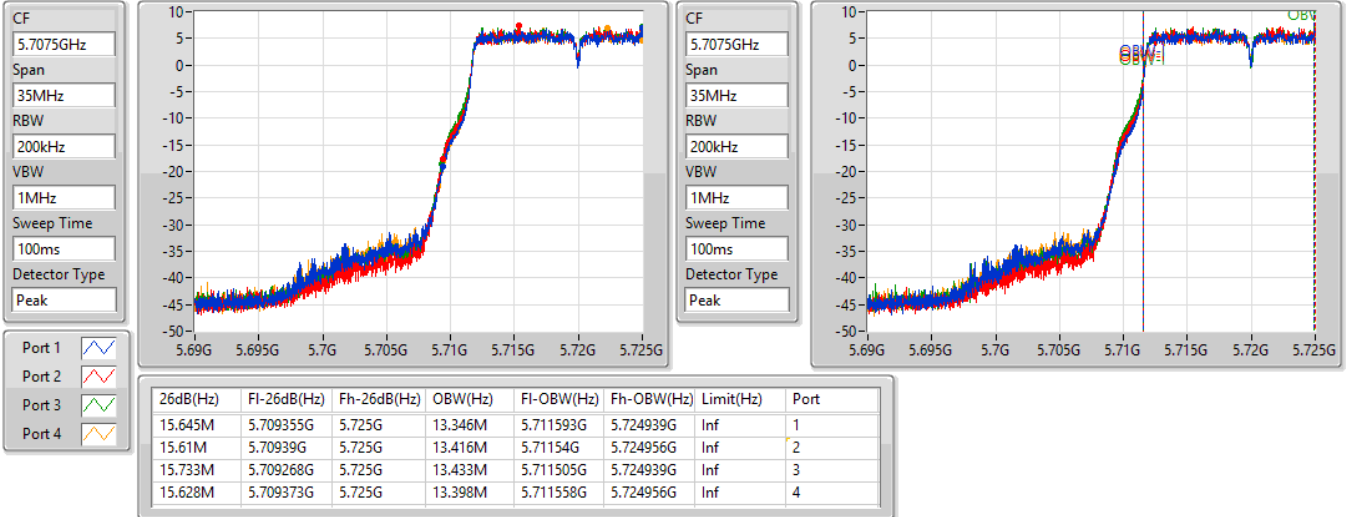 CF
5.7075GHz
Span
35MHz
RBW
200kHz
VBW
1MHz
Sweep Time
100ms
Detector Type
Peak
10
5
0
-5
-10
-15
-20
-25
-30
-35
-40
-45
-50
5.69G 5.695G 5.7G 5.705G 5.71G 5.715G 5.72G 5.725G
CF
5.7075GHz
Span
35MHz
RBW
200kHz
VBW
1MHz
Sweep Time
100ms
Detector Type
Peak
10
5
0
-5
-10
-15
-20
-25
-30
-35
-40
-45
-50
5.69G 5.695G 5.7G 5.705G 5.71G 5.715G 5.72G 5.725G
Port 1
Port 2
Port 3
Port 4
26dB(Hz) Fl-26dB(Hz) Fh-26dB(Hz) OBW(Hz) Fl-OBW(Hz) Fh-OBW(Hz) Limit(Hz) Port
15.645M 5.709355G 5.725G 13.346M 5.711593G 5.724939G Inf 1
15.61M 5.70939G 5.725G 13.416M 5.71154G 5.724956G Inf 2
15.733M 5.709268G 5.725G 13.433M 5.711505G 5.724939G Inf 3
15.628M 5.709373G 5.725G 13.398M 5.711558G 5.724956G Inf 4